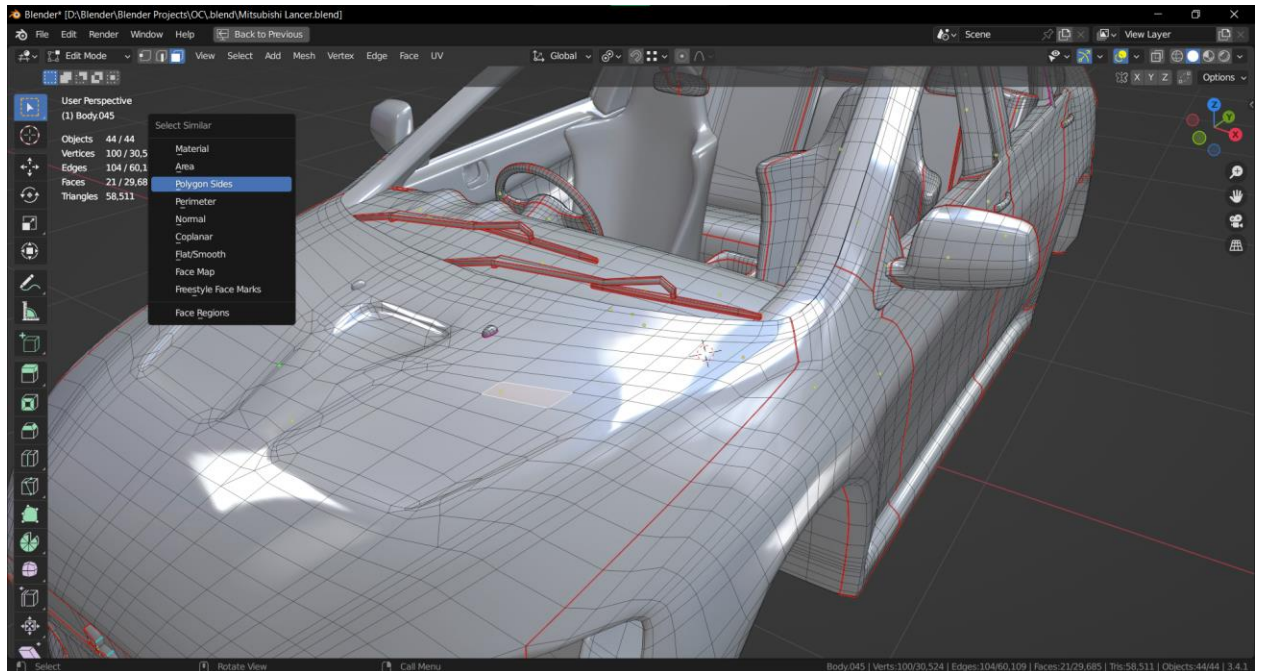 Blender* [D:\Blender\Blender Projects\OC\.blend\Mitsubishi Lancer.blend]
File Edit Render Window Help Back to Previous Scene View Layer
Edit Mode View Select Add Mesh Vertex Edge Face UV Global
X Y Z Options
User Perspective
(1) Body.045
Objects 44 / 44
Vertices 100 / 30,5
Edges 104 / 60,1
Faces 21 / 29,68
Triangles 58,511
Select Similar
Material
Area
Polygon Sides
Perimeter
Normal
Coplanar
Flat/Smooth
Face Map
Freestyle Face Marks
Face Regions
Z
Y
X
Select Rotate View Call Menu Body.045 | Verts:100/30,524 | Edges:104/60,109 | Faces:21/29,685 | Tris:58,511 | Objects:44/44 | 3.4.1